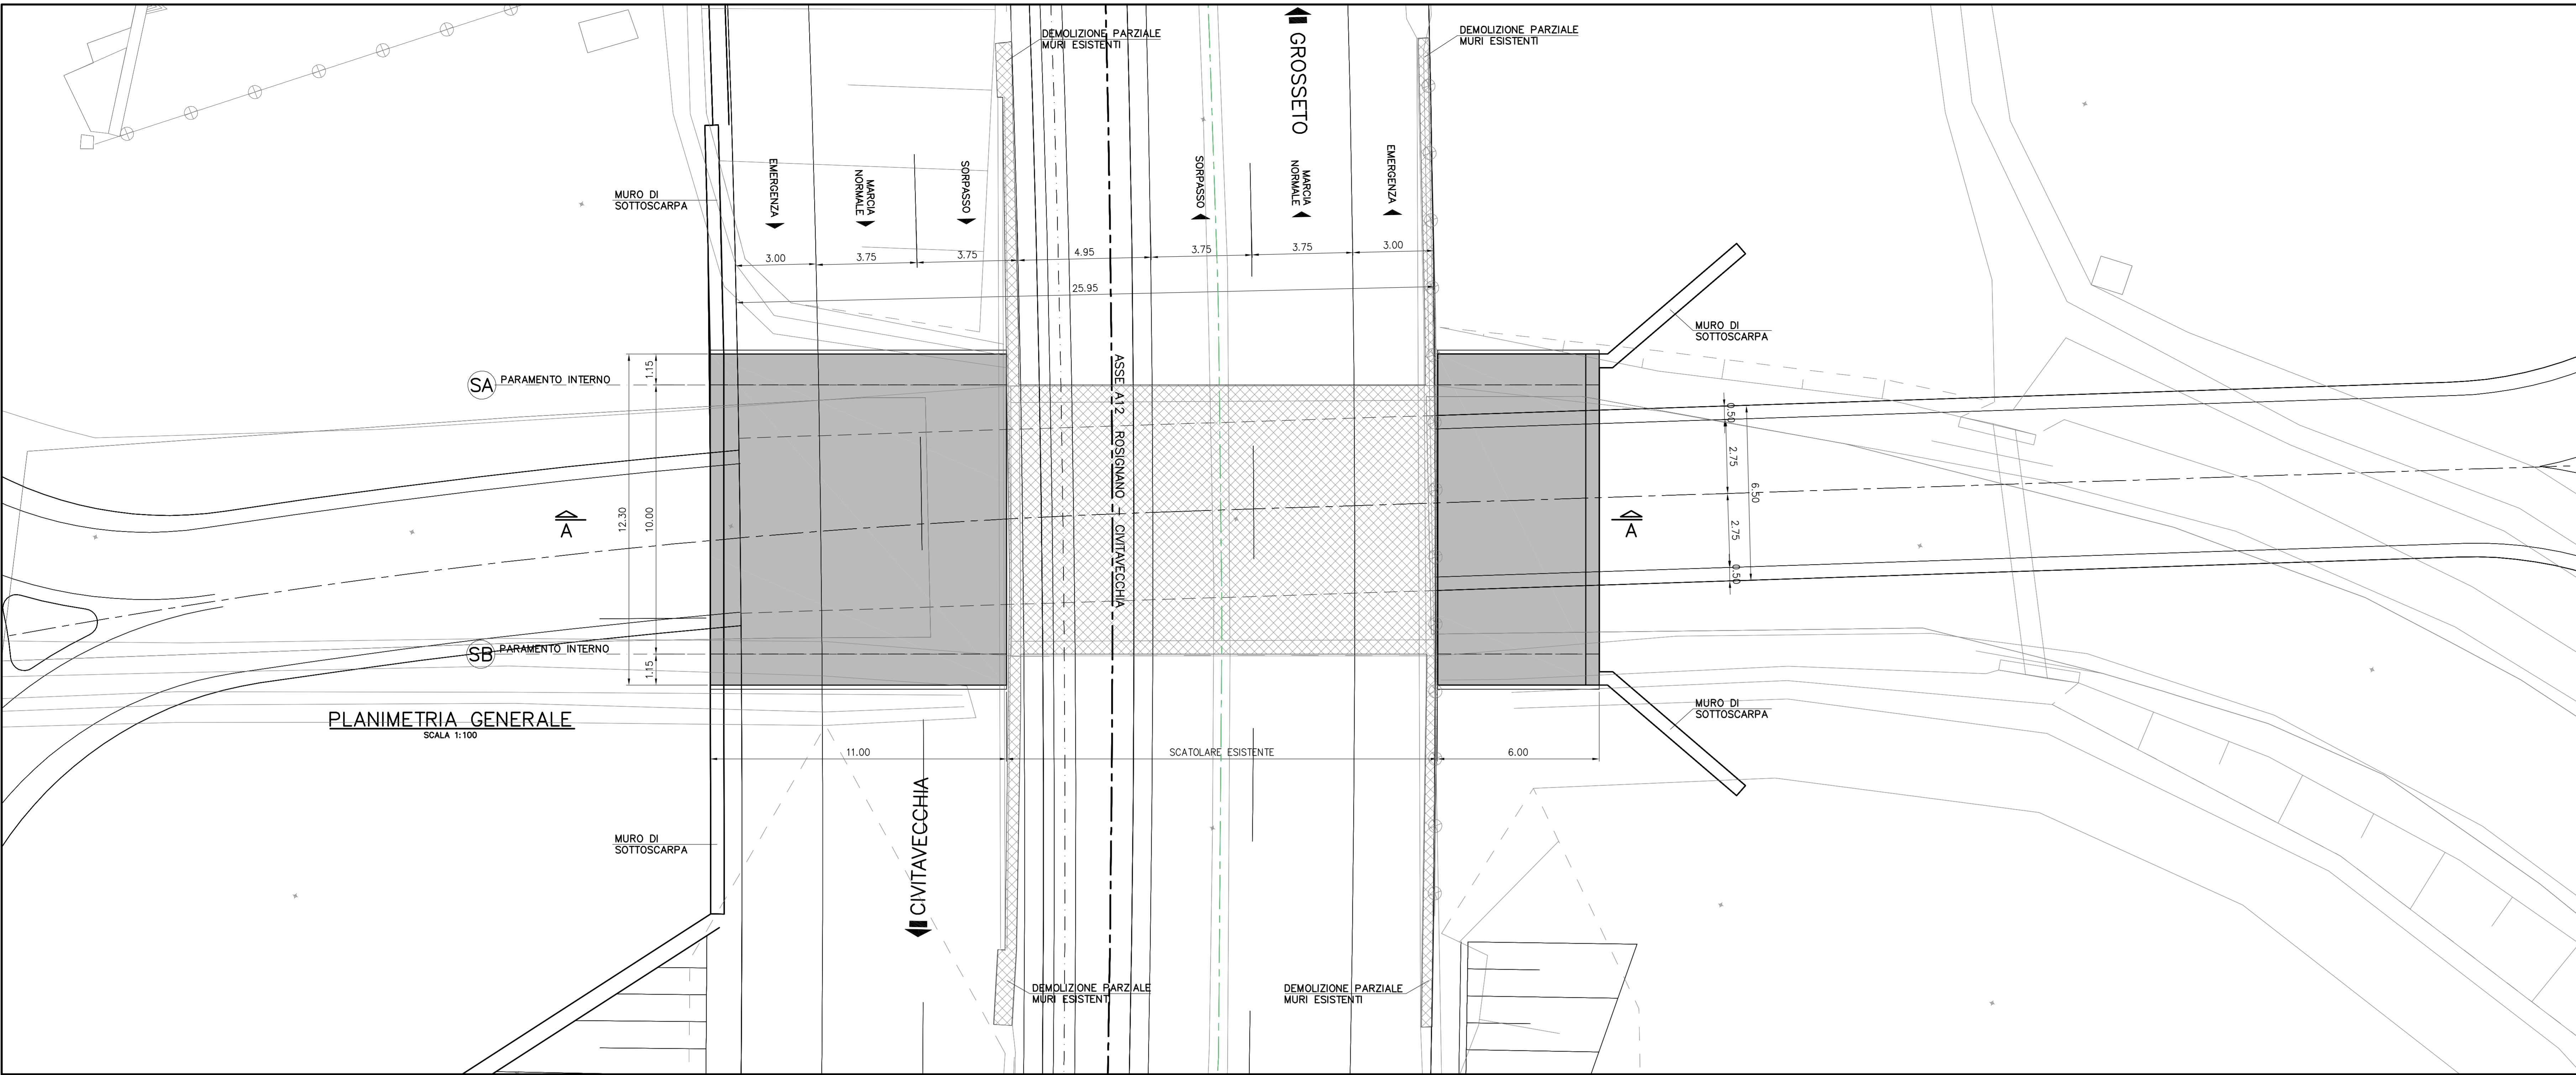 DEMOLIZIONE PARZIALE
MURI ESISTENTI
GROSSETO
DEMOLIZIONE PARZIALE
MURI ESISTENTI
MURO DI
SOTTOSCARPA
EMERGENZA
MARCIA
NORMALE
SORPASSO
SORPASSO
MARCIA
NORMALE
EMERGENZA
3.00
3.75
3.75
4.95
3.75
3.75
3.00
25.95
MURO DI
SOTTOSCARPA
SA
PARAMENTO INTERNO
1.15
12.30
10.00
1.15
ASSE A12 ROSIGNANO - CIVITAVECCHIA
0.50
2.75
6.50
2.75
0.50
A
A
SB
PARAMENTO INTERNO
PLANIMETRIA GENERALE
SCALA 1:100
11.00
SCATOLARE ESISTENTE
6.00
MURO DI
SOTTOSCARPA
CIVITAVECCHIA
MURO DI
SOTTOSCARPA
DEMOLIZIONE PARZIALE
MURI ESISTENTI
DEMOLIZIONE PARZIALE
MURI ESISTENTI